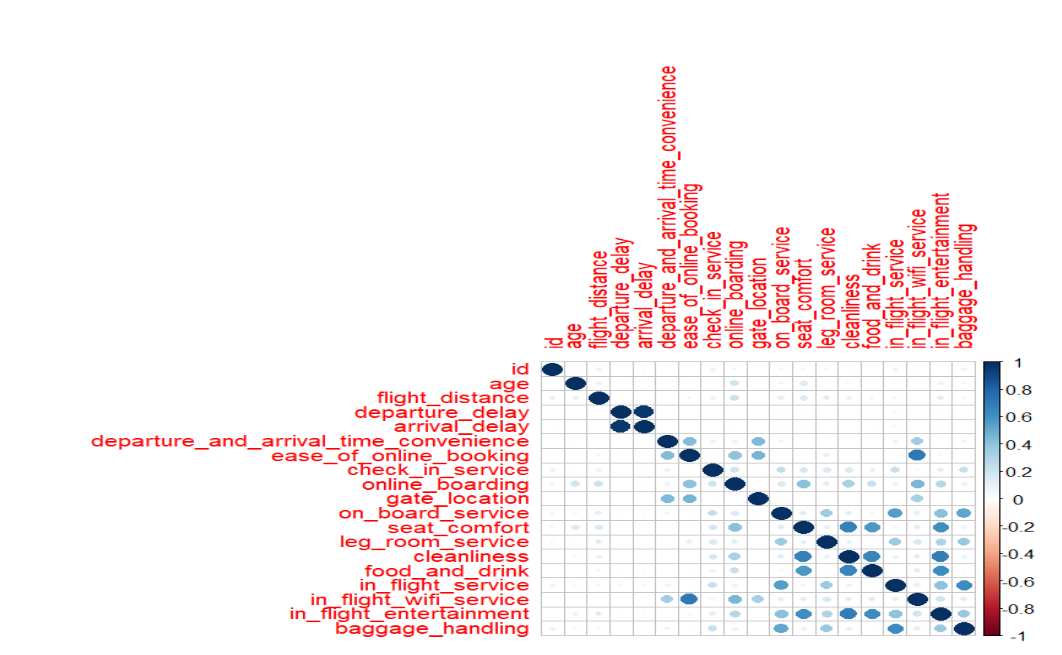 id
age
flight_distance
departure_delay
arrival_delay
departure_and_arrival_time_convenience
ease_of_online_booking
check_in_service
online_boarding
gate_location
on_board_service
seat_comfort
leg_room_service
cleanliness
food_and_drink
in_flight_service
in_flight_wifi_service
in_flight_entertainment
baggage_handling
id
age
flight_distance
departure_delay
arrival_delay
departure_and_arrival_time_convenience
ease_of_online_booking
check_in_service
online_boarding
gate_location
on_board_service
seat_comfort
leg_room_service
cleanliness
food_and_drink
in_flight_service
in_flight_wifi_service
in_flight_entertainment
baggage_handling
1
0.8
0.6
0.4
0.2
0
-0.2
-0.4
-0.6
-0.8
-1